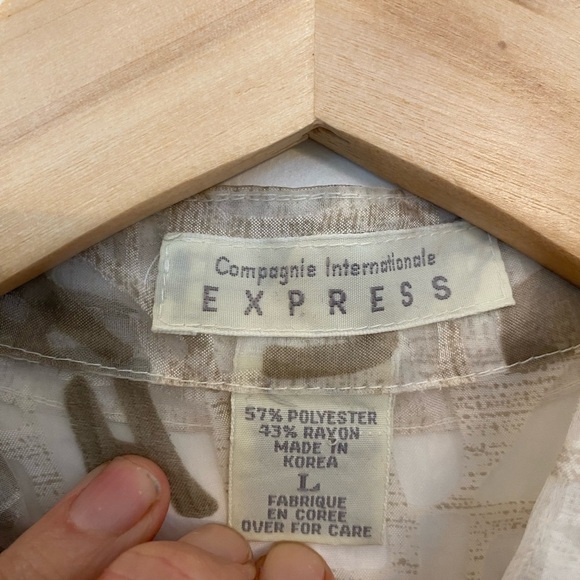 Compagnie Internationale
EXPRESS
57% POLYESTER
43% RAYON
MADE IN
KOREA
L
FABRIQUE
EN COREE
OVER FOR CARE